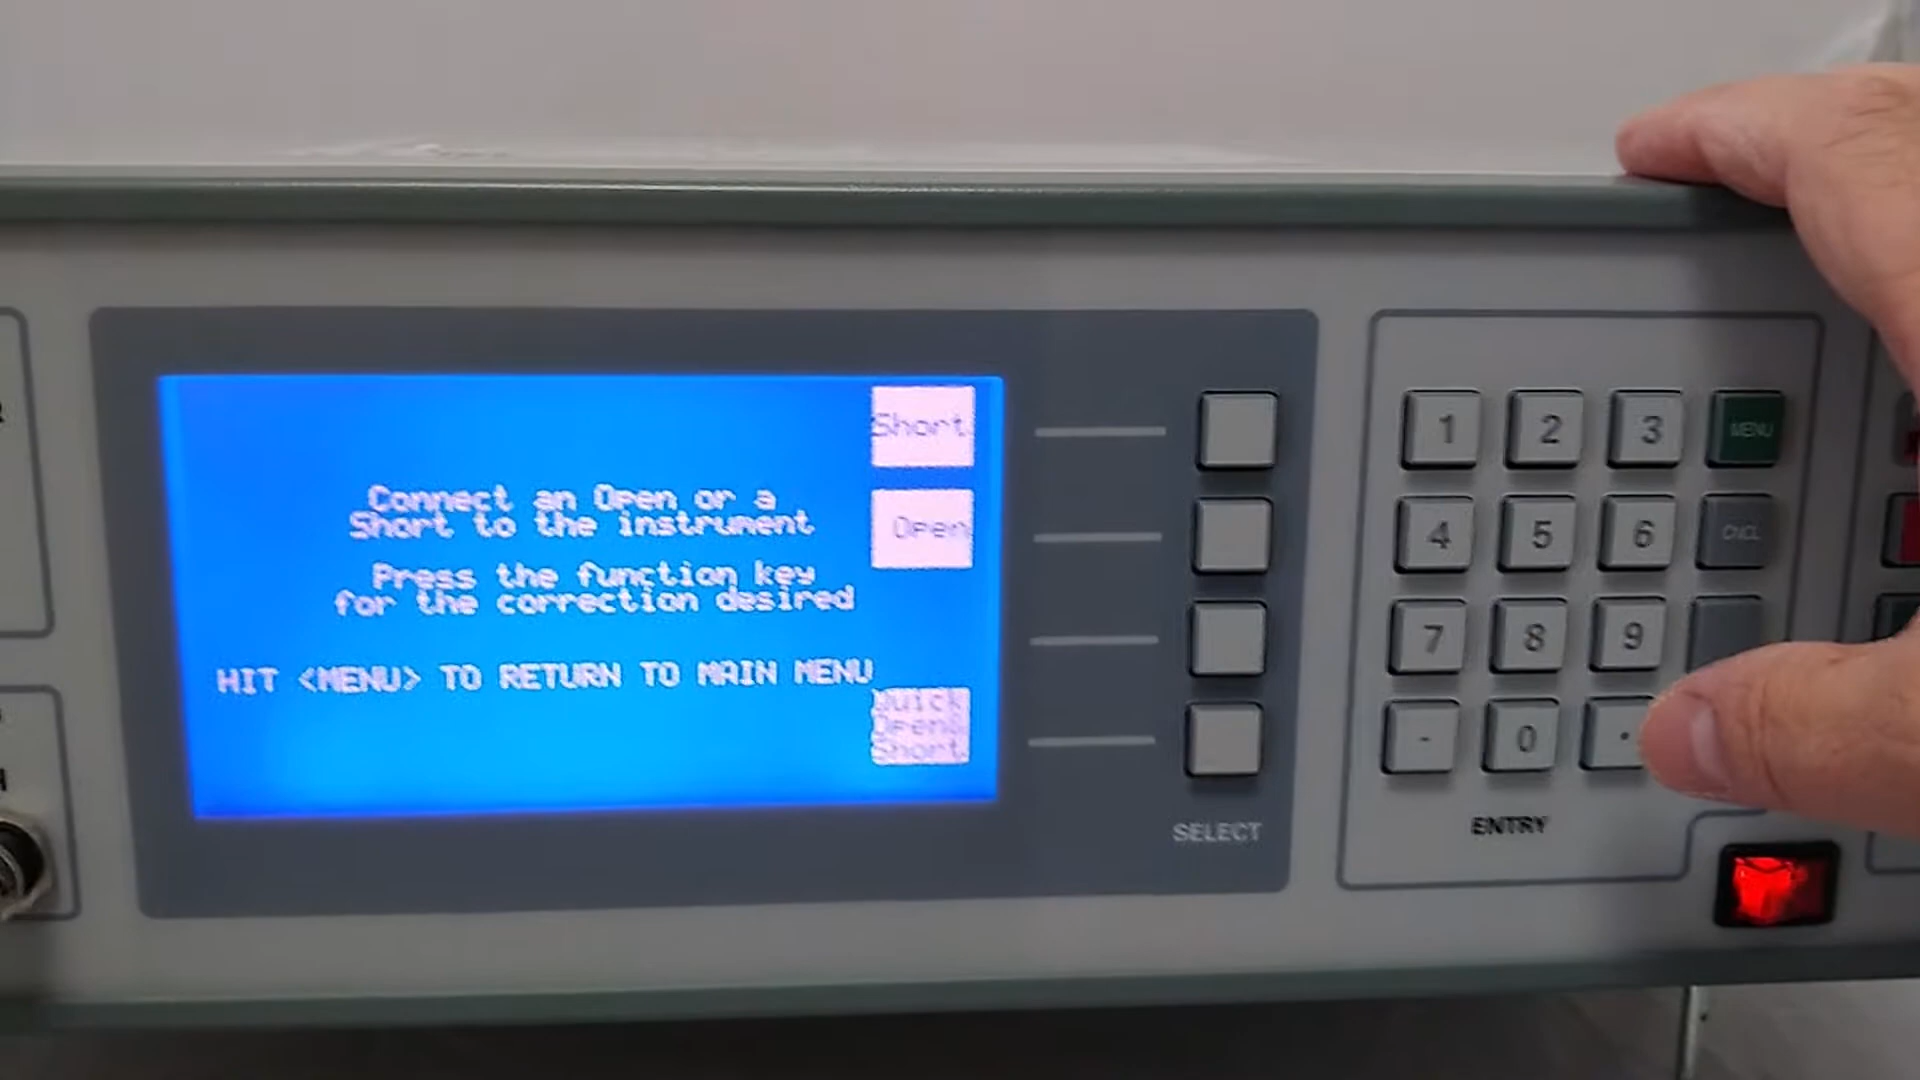 Short
Connect an Open or a
Short to the instrument
Open
Press the function key
for the correction desired
HIT <MENU> TO RETURN TO MAIN MENU
Quick
Open&
Short
SELECT
1 2 3 MENU
4 5 6 CNCL
7 8 9
- 0 .
ENTRY